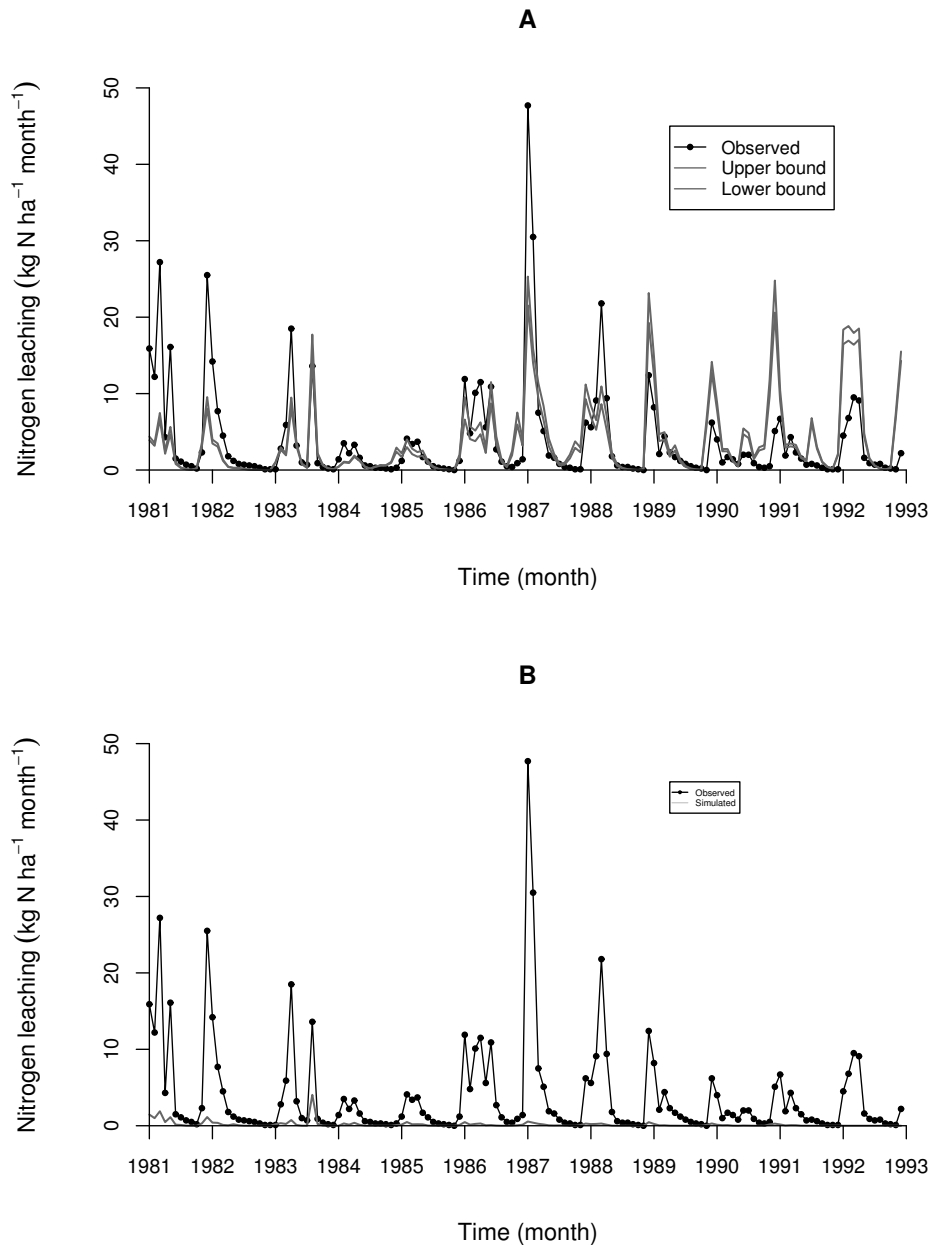 A
Nitrogen leaching (kg N ha⁻¹ month⁻¹)
50
40
30
20
10
0
Observed
Upper bound
Lower bound
1981 1982 1983 1984 1985 1986 1987 1988 1989 1990 1991 1992 1993
Time (month)
B
Nitrogen leaching (kg N ha⁻¹ month⁻¹)
50
40
30
20
10
0
Observed
Simulated
1981 1982 1983 1984 1985 1986 1987 1988 1989 1990 1991 1992 1993
Time (month)